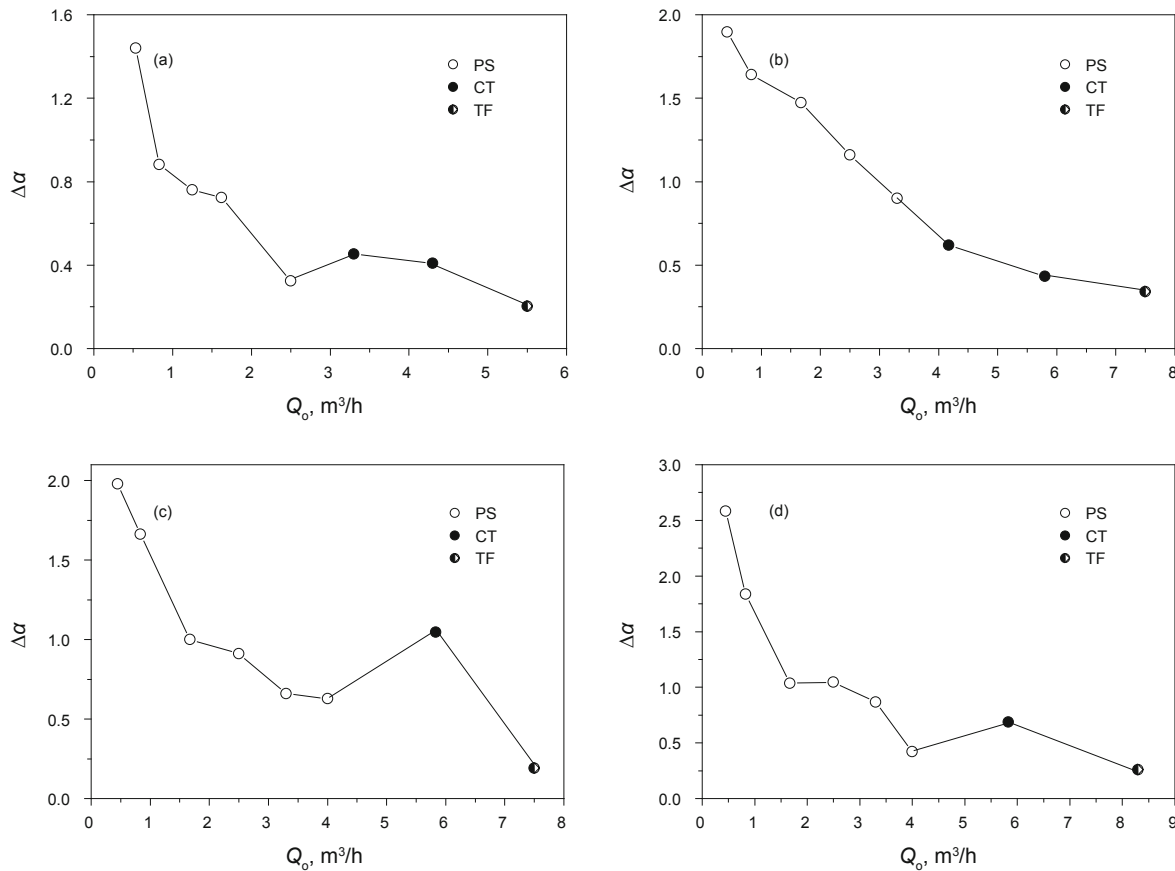 1.6
1.2
0.8
0.4
0.0
Δα
(a)
PS
CT
TF
0 1 2 3 4 5 6
Qₒ, m³/h
2.0
1.5
1.0
0.5
0.0
Δα
(b)
PS
CT
TF
0 1 2 3 4 5 6 7 8
Qₒ, m³/h
2.0
1.5
1.0
0.5
0.0
Δα
(c)
PS
CT
TF
0 1 2 3 4 5 6 7 8
Qₒ, m³/h
3.0
2.5
2.0
1.5
1.0
0.5
0.0
Δα
(d)
PS
CT
TF
0 1 2 3 4 5 6 7 8 9
Qₒ, m³/h